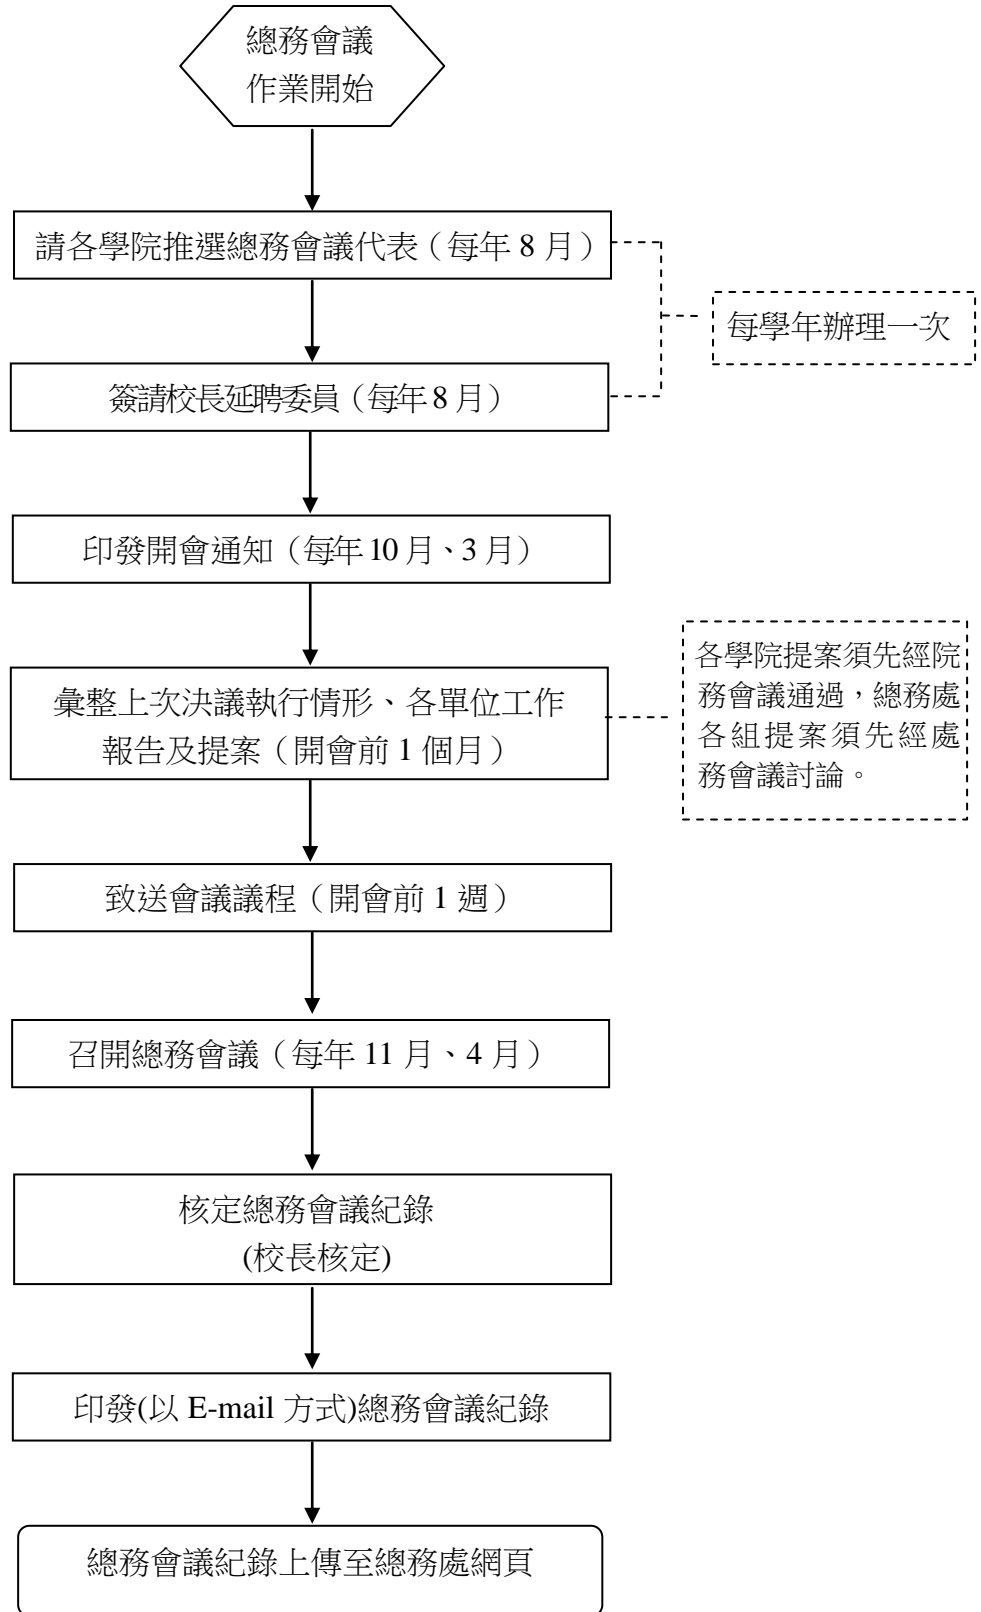 總務會議
作業開始
請各學院推選總務會議代表（每年 8 月）
每學年辦理一次
簽請校長延聘委員（每年 8 月）
印發開會通知（每年 10 月、3 月）
彙整上次決議執行情形、各單位工作
報告及提案（開會前 1 個月）
各學院提案須先經院
務會議通過，總務處
各組提案須先經處
務會議討論。
致送會議議程（開會前 1 週）
召開總務會議（每年 11 月、4 月）
核定總務會議紀錄
(校長核定)
印發(以 E-mail 方式)總務會議紀錄
總務會議紀錄上傳至總務處網頁